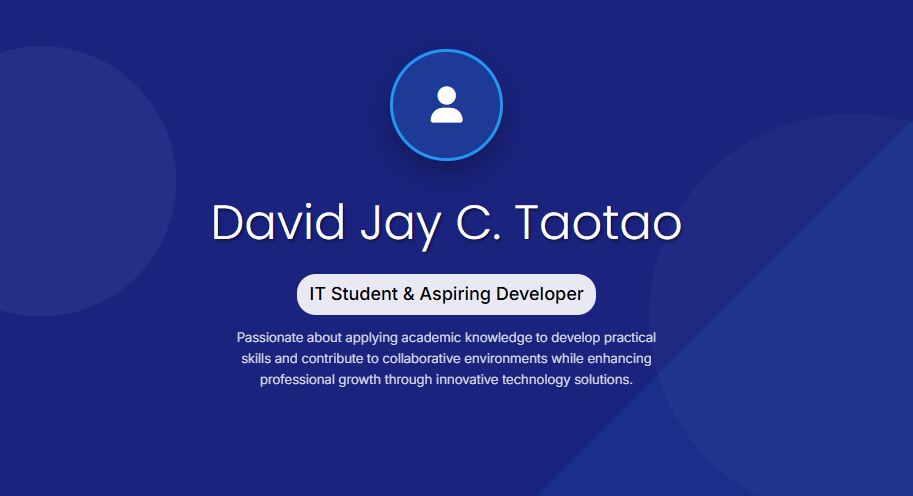 David Jay C. Taotao
IT Student & Aspiring Developer
Passionate about applying academic knowledge to develop practical
skills and contribute to collaborative environments while enhancing
professional growth through innovative technology solutions.